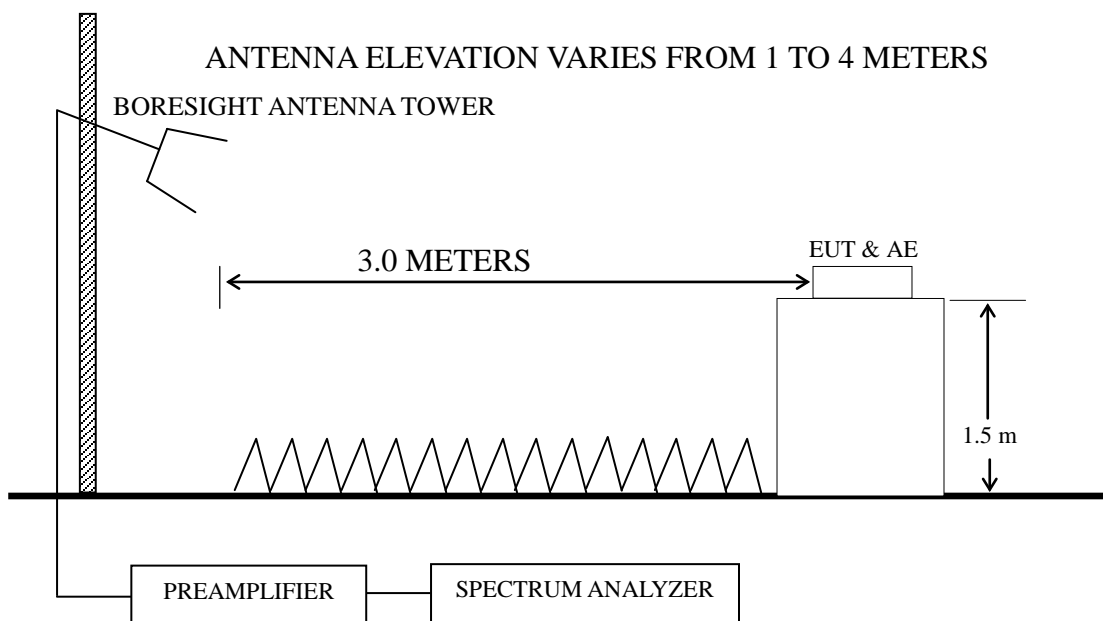 ANTENNA ELEVATION VARIES FROM 1 TO 4 METERS
BORESIGHT ANTENNA TOWER
EUT & AE
3.0 METERS
1.5 m
PREAMPLIFIER
SPECTRUM ANALYZER